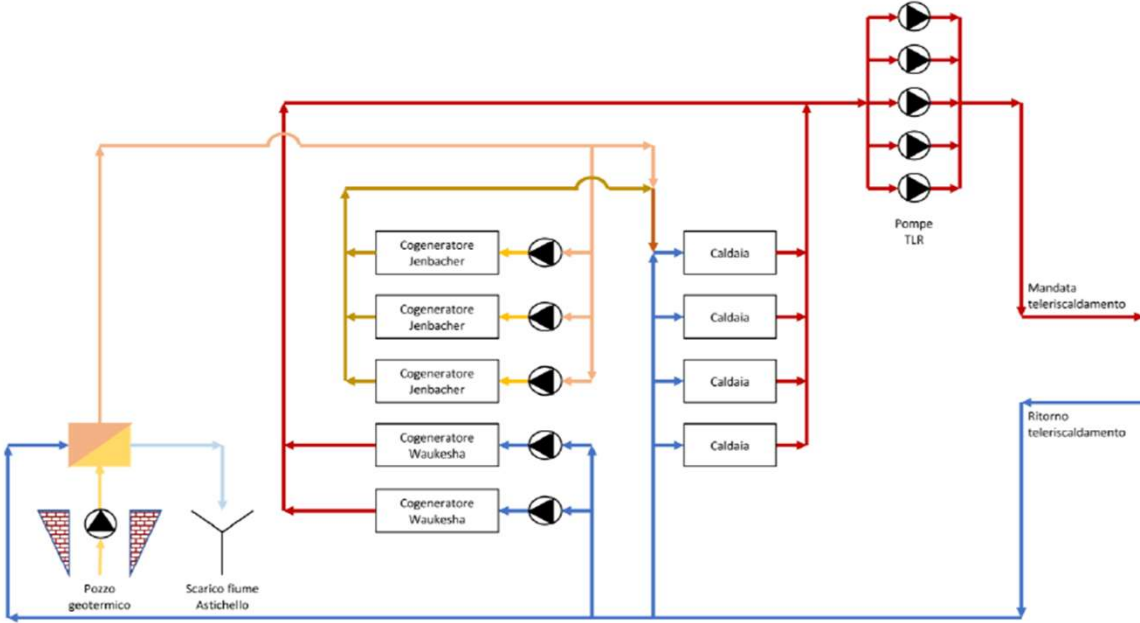 Pompe
TLR
Cogeneratore
Jenbacher
Caldaia
Cogeneratore
Jenbacher
Caldaia
Mandata
teleriscaldamento
Cogeneratore
Jenbacher
Caldaia
Cogeneratore
Waukesha
Caldaia
Ritorno
teleriscaldamento
Cogeneratore
Waukesha
Pozzo
geotermico
Scarico fiume
Astichello